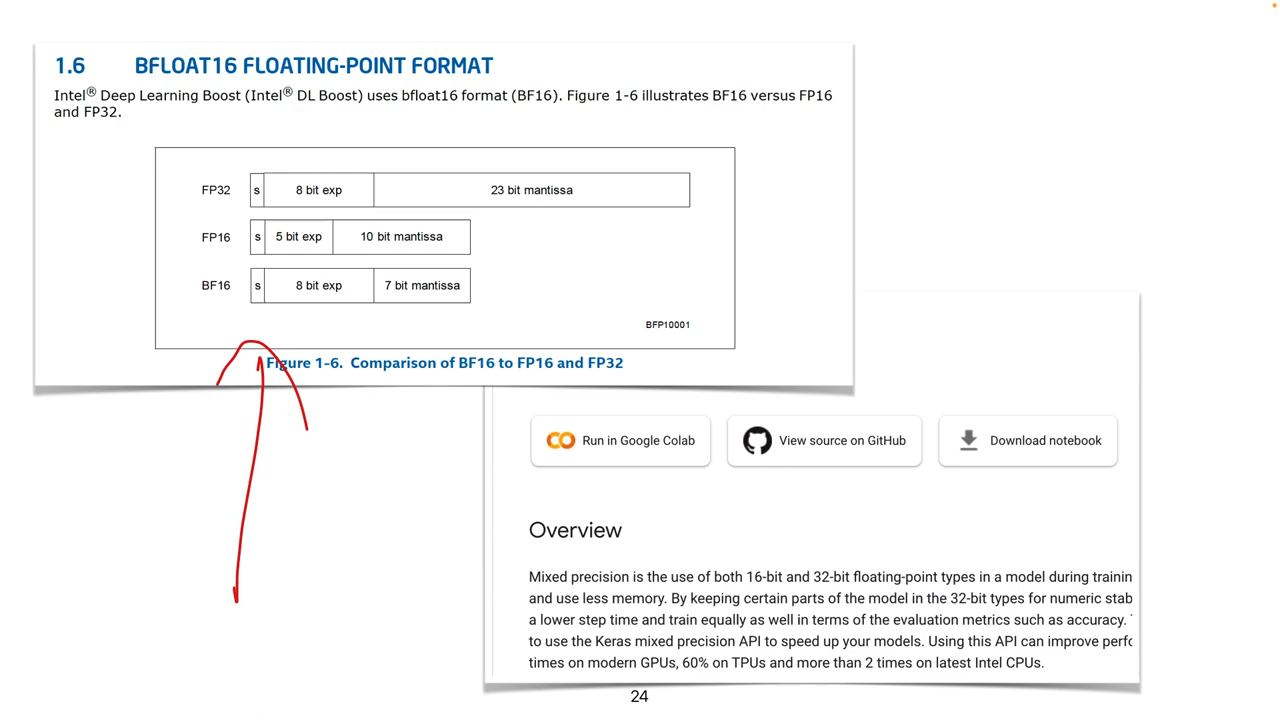 1.6 BFLOAT16 FLOATING-POINT FORMAT
Intel® Deep Learning Boost (Intel® DL Boost) uses bfloat16 format (BF16). Figure 1-6 illustrates BF16 versus FP16
and FP32.
FP32 s 8 bit exp 23 bit mantissa
FP16 s 5 bit exp 10 bit mantissa
BF16 s 8 bit exp 7 bit mantissa
BFP10001
Figure 1-6. Comparison of BF16 to FP16 and FP32
Run in Google Colab View source on GitHub Download notebook
Overview
Mixed precision is the use of both 16-bit and 32-bit floating-point types in a model during trainin
and use less memory. By keeping certain parts of the model in the 32-bit types for numeric stab
a lower step time and train equally as well in terms of the evaluation metrics such as accuracy.
to use the Keras mixed precision API to speed up your models. Using this API can improve perfo
times on modern GPUs, 60% on TPUs and more than 2 times on latest Intel CPUs.
24